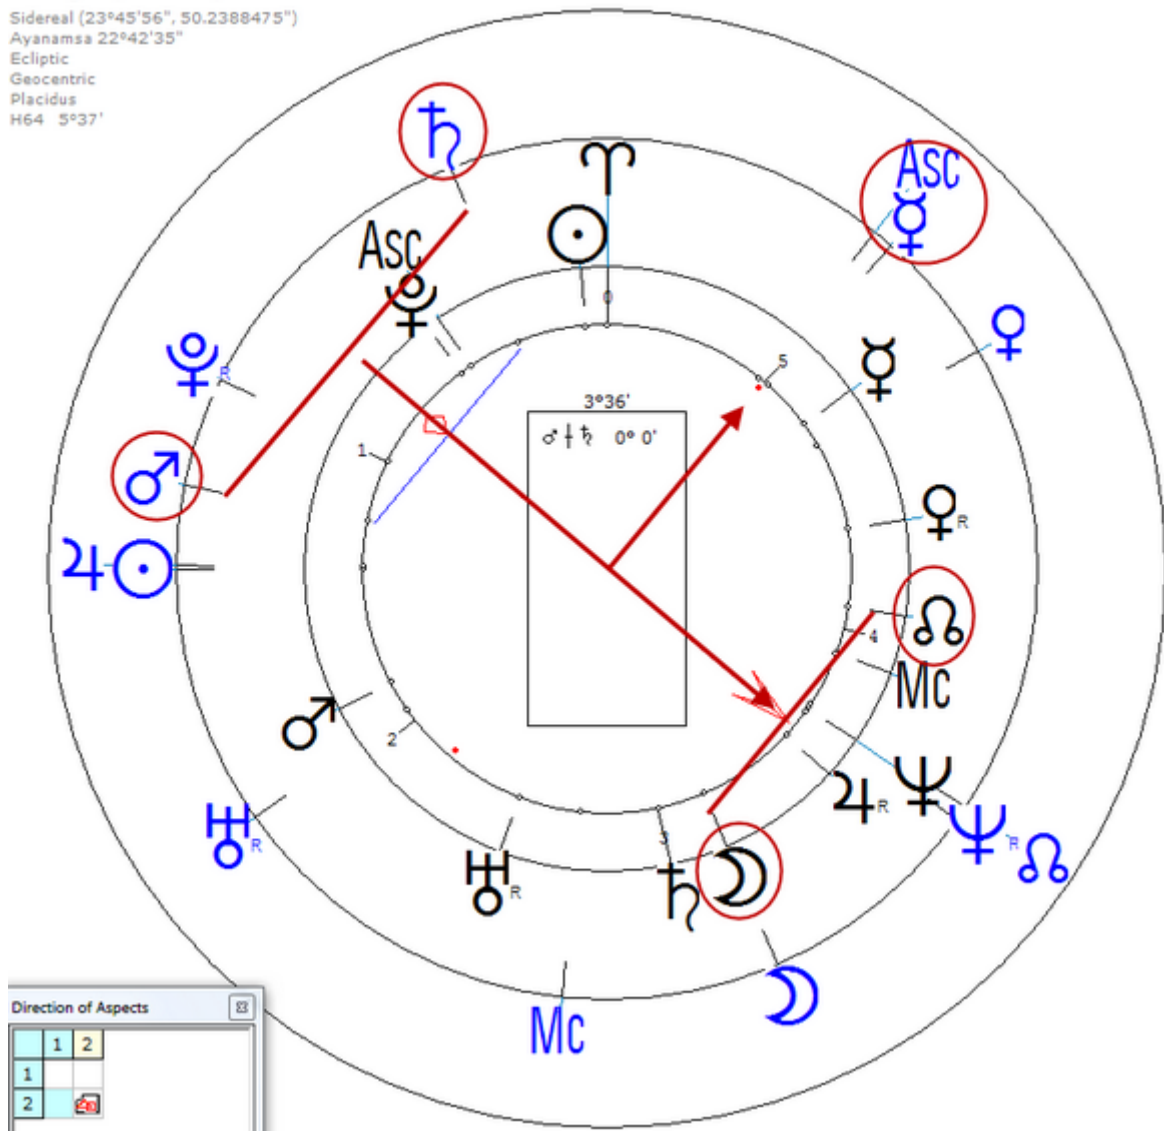 Sidereal (23°45'56", 50.2388475")
Ayanamsa 22°42'35"
Ecliptic
Geocentric
Placidus
H64 5°37'
♄
Asc
♈
☉
Asc
☿
♇
0
♇ R
5
☿
♀
3°36'
♂ ‡ ♄ 0° 0'
1
♂
♀ R
♃ ☉
☊
4
Mc
♂
2
♆
♃ R
♅ R
♆ R ☊
3
♅ R
♄ ☽
☽
Mc
Direction of Aspects
1 2
1
2